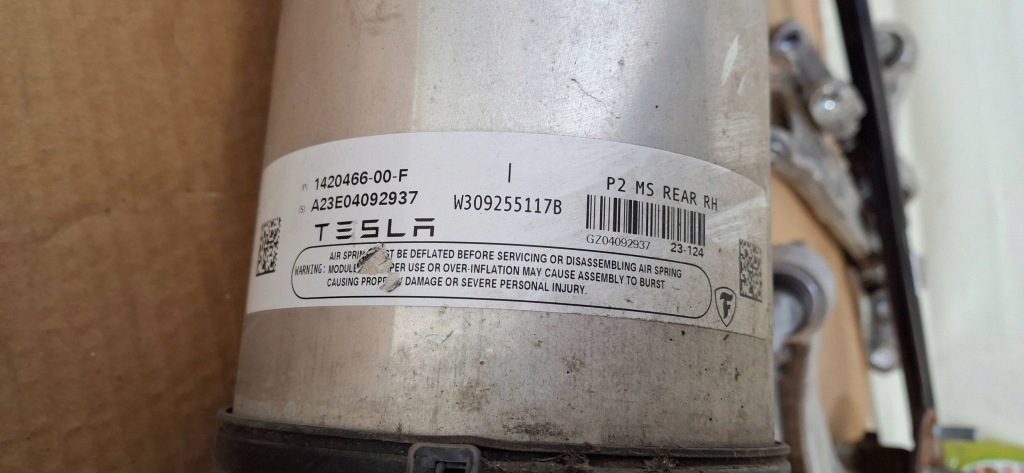 (P): 1420466-00-F
(S): A23E04092937
TESLA
W309255117B
P2 MS REAR RH
GZ04092937 23-124
WARNING: AIR SPRING MUST BE DEFLATED BEFORE SERVICING OR DISASSEMBLING AIR SPRING
MODULE. PER USE OR OVER-INFLATION MAY CAUSE ASSEMBLY TO BURST
CAUSING PROPERTY DAMAGE OR SEVERE PERSONAL INJURY.